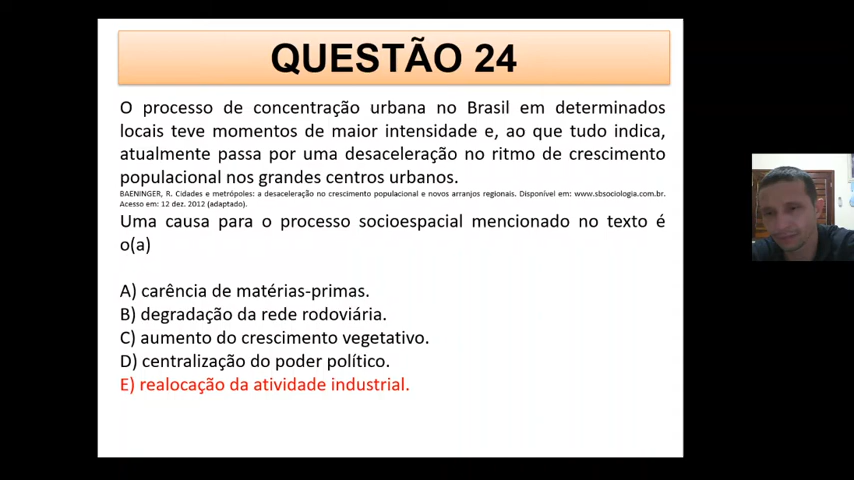 QUESTÃO 24
O processo de concentração urbana no Brasil em determinados
locais teve momentos de maior intensidade e, ao que tudo indica,
atualmente passa por uma desaceleração no ritmo de crescimento
populacional nos grandes centros urbanos.
BAENINGER, R. Cidades e metrópoles: a desaceleração no crescimento populacional e novos arranjos regionais. Disponível em: www.sbsociologia.com.br.
Acesso em: 12 dez. 2012 (adaptado).
Uma causa para o processo socioespacial mencionado no texto é
o(a)
A) carência de matérias-primas.
B) degradação da rede rodoviária.
C) aumento do crescimento vegetativo.
D) centralização do poder político.
E) realocação da atividade industrial.